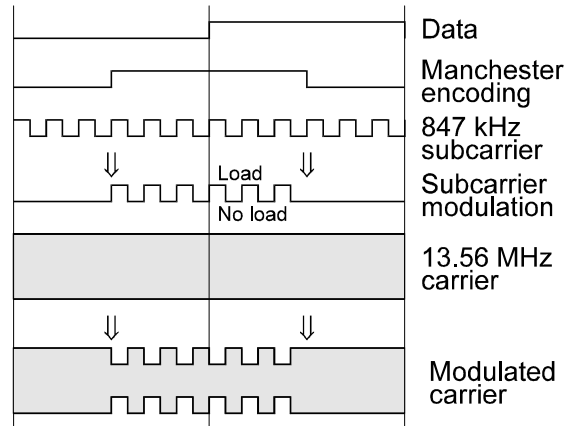 Data
Manchester
encoding
847 kHz
subcarrier
Load
No load
Subcarrier
modulation
13.56 MHz
carrier
Modulated
carrier